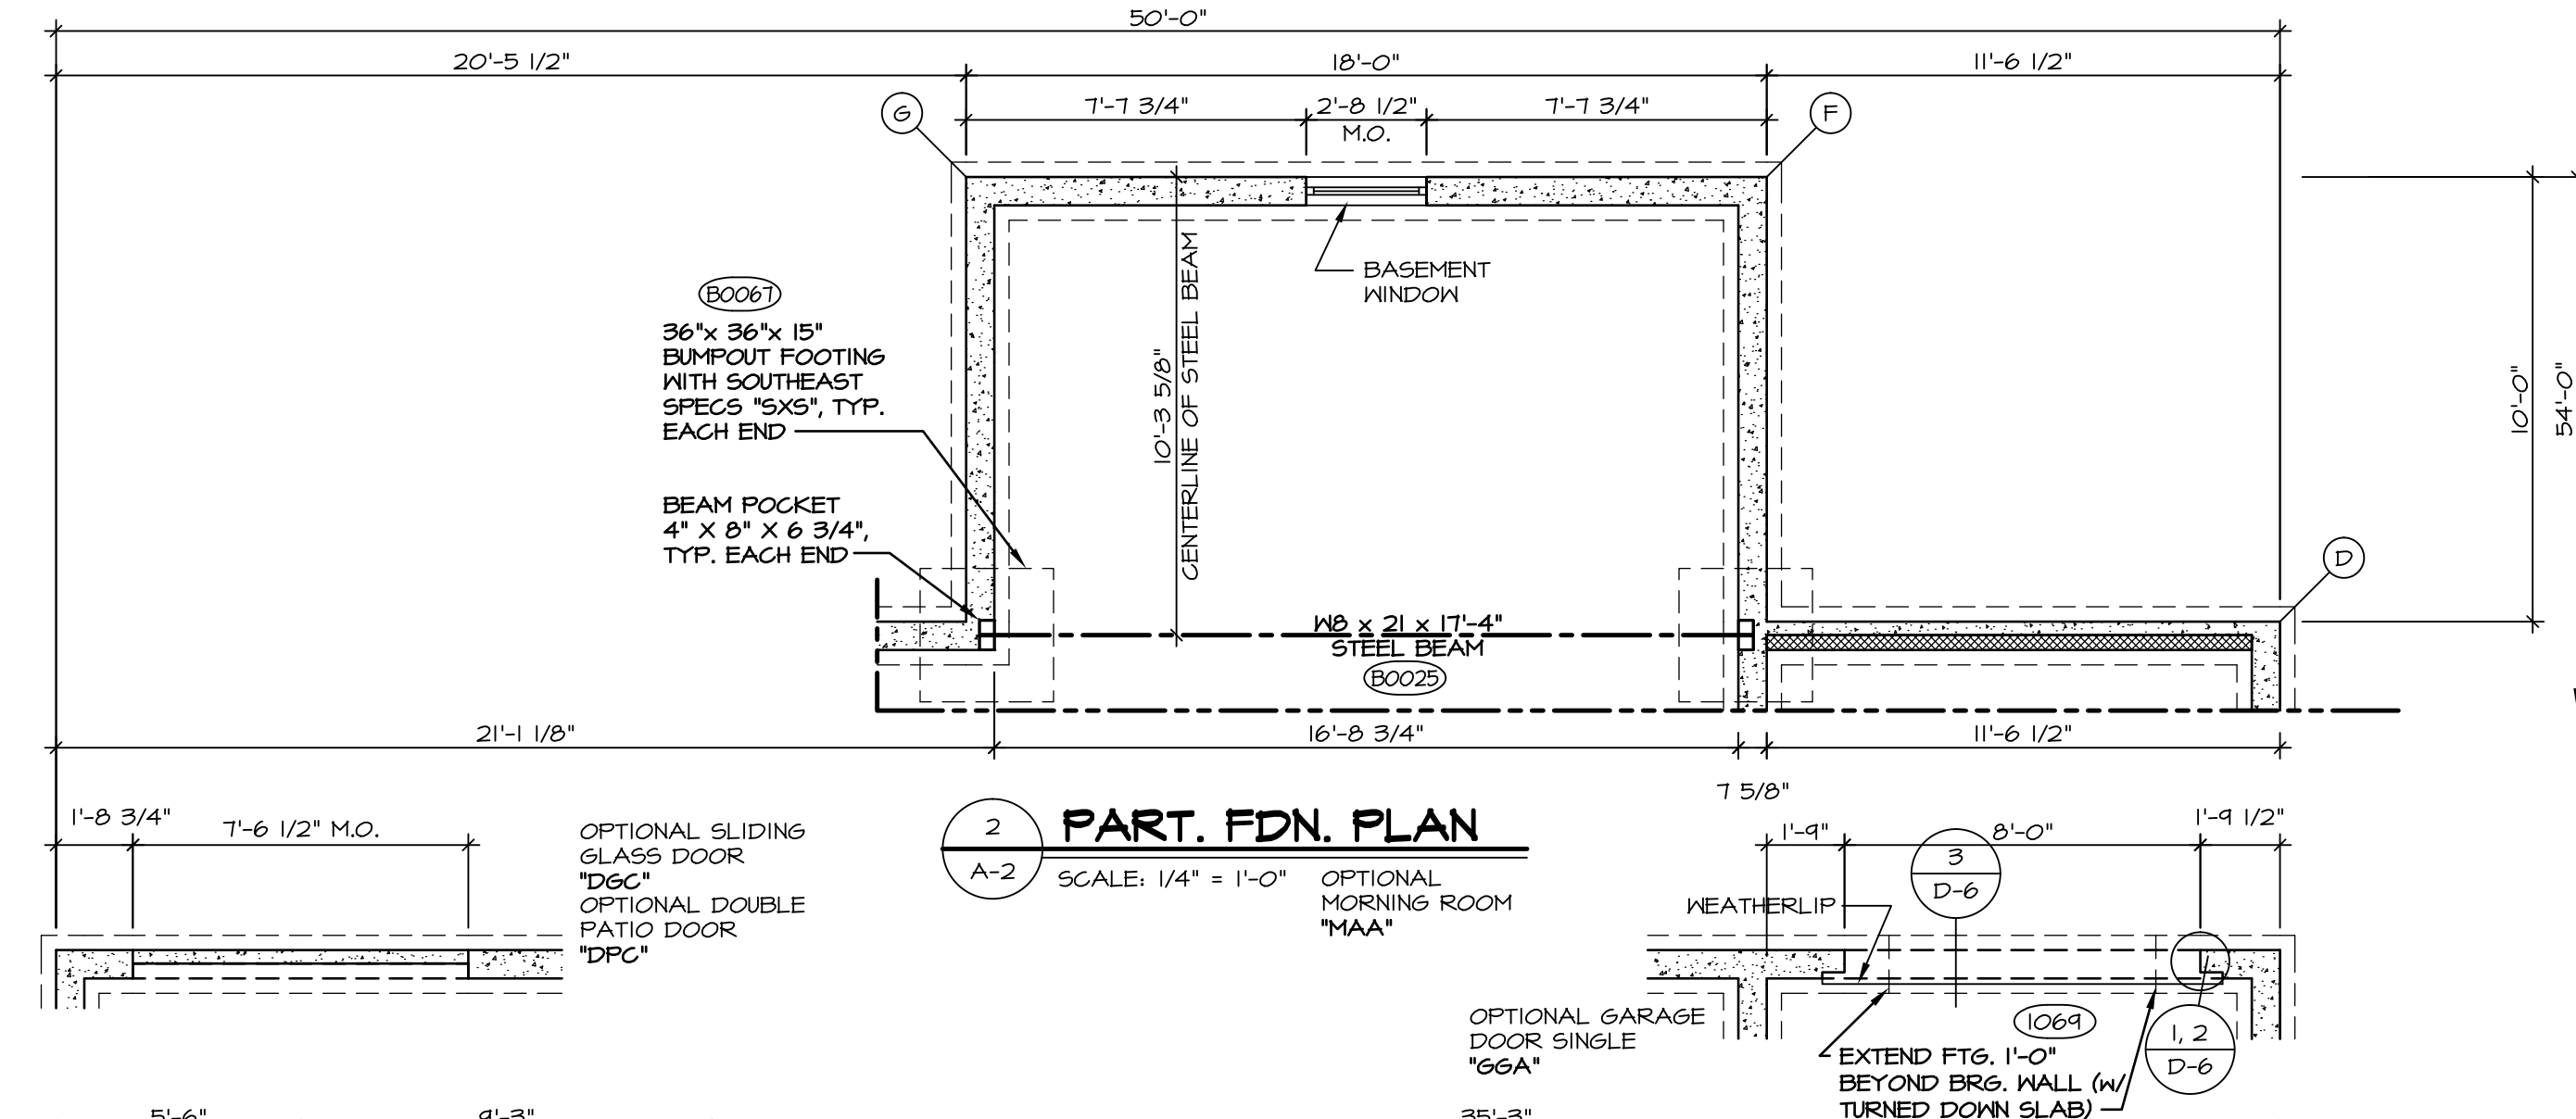 50'-0"
20'-5 1/2"
18'-0"
11'-6 1/2"
7'-7 3/4"
2'-8 1/2"
M.O.
7'-7 3/4"
G
F
BASEMENT
WINDOW
10'-3 5/8"
CENTERLINE OF STEEL BEAM
10'-0"
54'-0"
B0067
36"x 36"x 15"
BUMPOUT FOOTING
WITH SOUTHEAST
SPECS "SXS", TYP.
EACH END
BEAM POCKET
4" X 8" X 6 3/4",
TYP. EACH END
D
W8 x 21 x 17'-4"
STEEL BEAM
B0025
21'-1 1/8"
16'-8 3/4"
11'-6 1/2"
7 5/8"
1'-8 3/4"
7'-6 1/2" M.O.
OPTIONAL SLIDING
GLASS DOOR
"DGC"
OPTIONAL DOUBLE
PATIO DOOR
"DPC"
2
A-2
PART. FDN. PLAN
SCALE: 1/4" = 1'-0"
OPTIONAL
MORNING ROOM
"MAA"
1'-9"
8'-0"
1'-9 1/2"
3
D-6
WEATHERLIP
OPTIONAL GARAGE
DOOR SINGLE
"GGA"
1069
1, 2
D-6
EXTEND FTG. 1'-0"
BEYOND BRG. WALL (W/
TURNED DOWN SLAB)
5'-6"
9'-3"
35'-3"